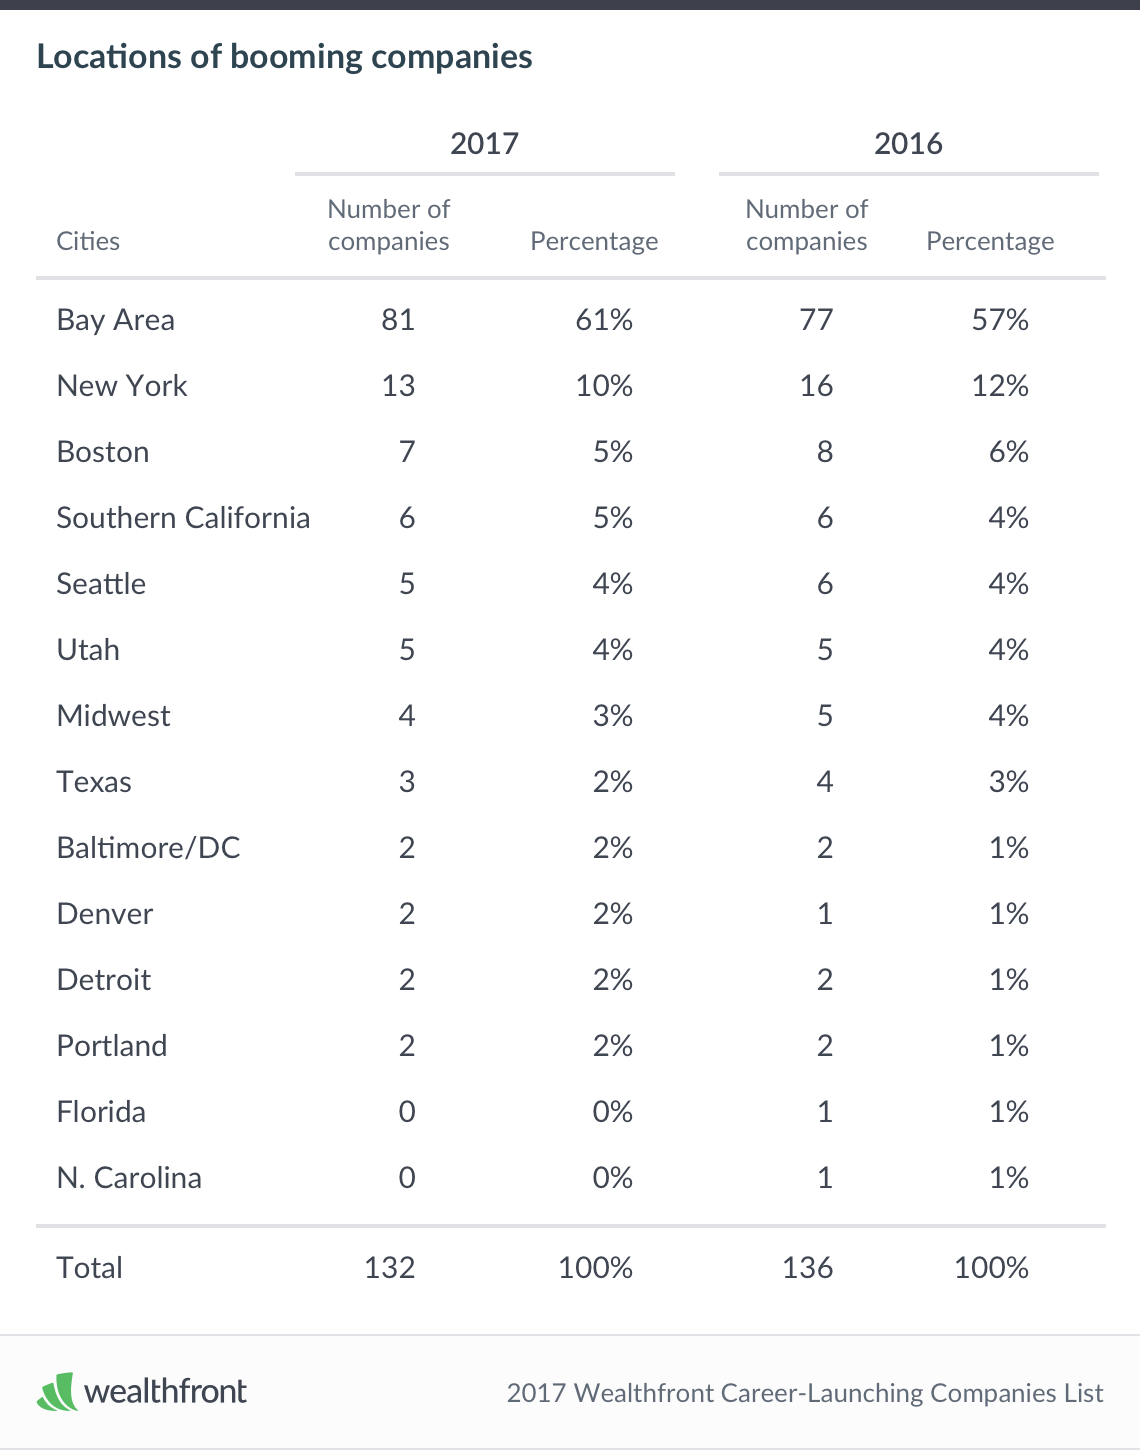 Locations of booming companies
2017 2016
Number of Number of
Cities companies Percentage companies Percentage
Bay Area 81 61% 77 57%
New York 13 10% 16 12%
Boston 7 5% 8 6%
Southern California 6 5% 6 4%
Seattle 5 4% 6 4%
Utah 5 4% 5 4%
Midwest 4 3% 5 4%
Texas 3 2% 4 3%
Baltimore/DC 2 2% 2 1%
Denver 2 2% 1 1%
Detroit 2 2% 2 1%
Portland 2 2% 2 1%
Florida 0 0% 1 1%
N. Carolina 0 0% 1 1%
Total 132 100% 136 100%
wealthfront 2017 Wealthfront Career-Launching Companies List